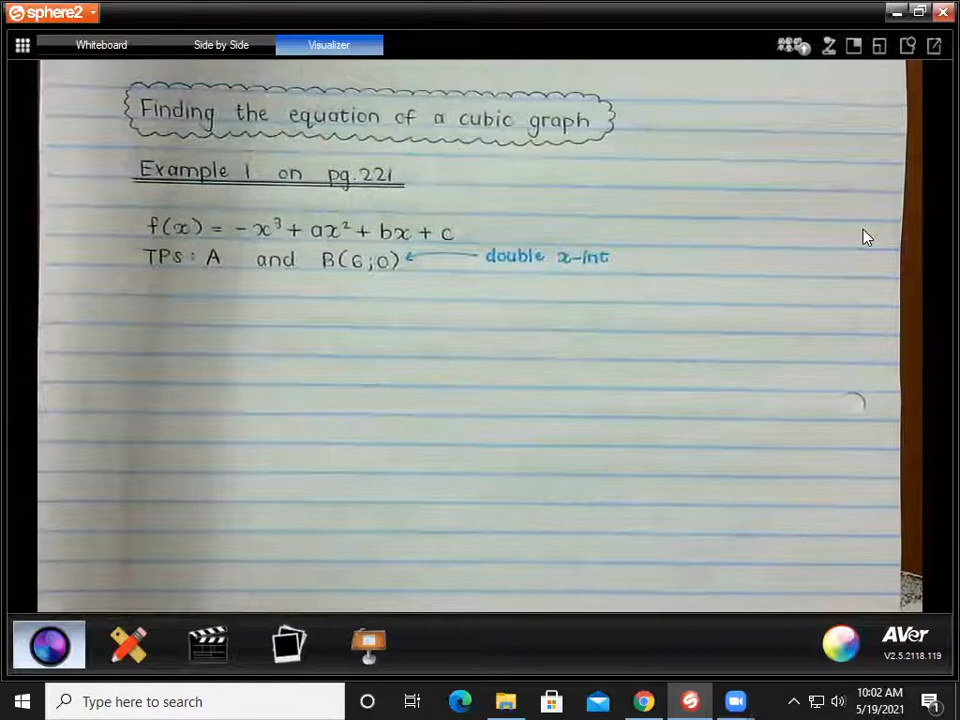 sphere2
Whiteboard
Side by Side
Visualizer
Finding the equation of a cubic graph
Example 1 on pg.221
f(x) = -x³ + ax² + bx + c
TPs: A and B(6;0) ← double x-int
AVer
V2.5.2118.119
Type here to search
10:02 AM
5/19/2021
1